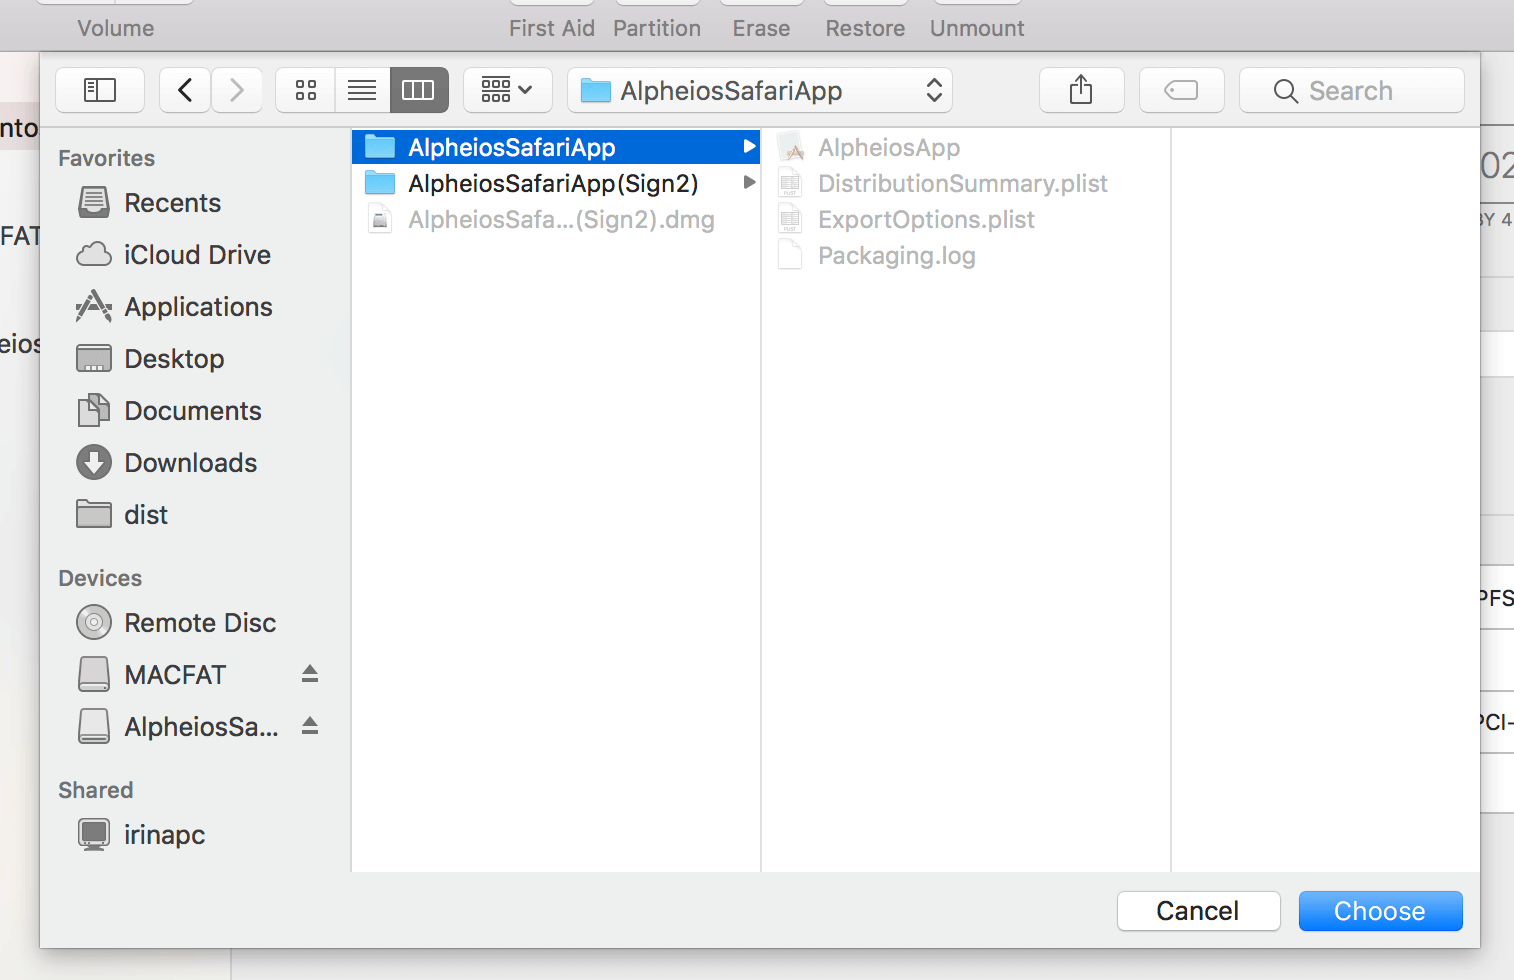 Volume First Aid Partition Erase Restore Unmount
AlpheiosSafariApp Search
Favorites
Recents
iCloud Drive
Applications
Desktop
Documents
Downloads
dist
Devices
Remote Disc
MACFAT
AlpheiosSa...
Shared
irinapc
AlpheiosSafariApp
AlpheiosSafariApp(Sign2)
AlpheiosSafa...(Sign2).dmg
AlpheiosApp
DistributionSummary.plist
ExportOptions.plist
Packaging.log
Cancel Choose
nto
FAT
eios
02
BY 4
PFS
PCI-